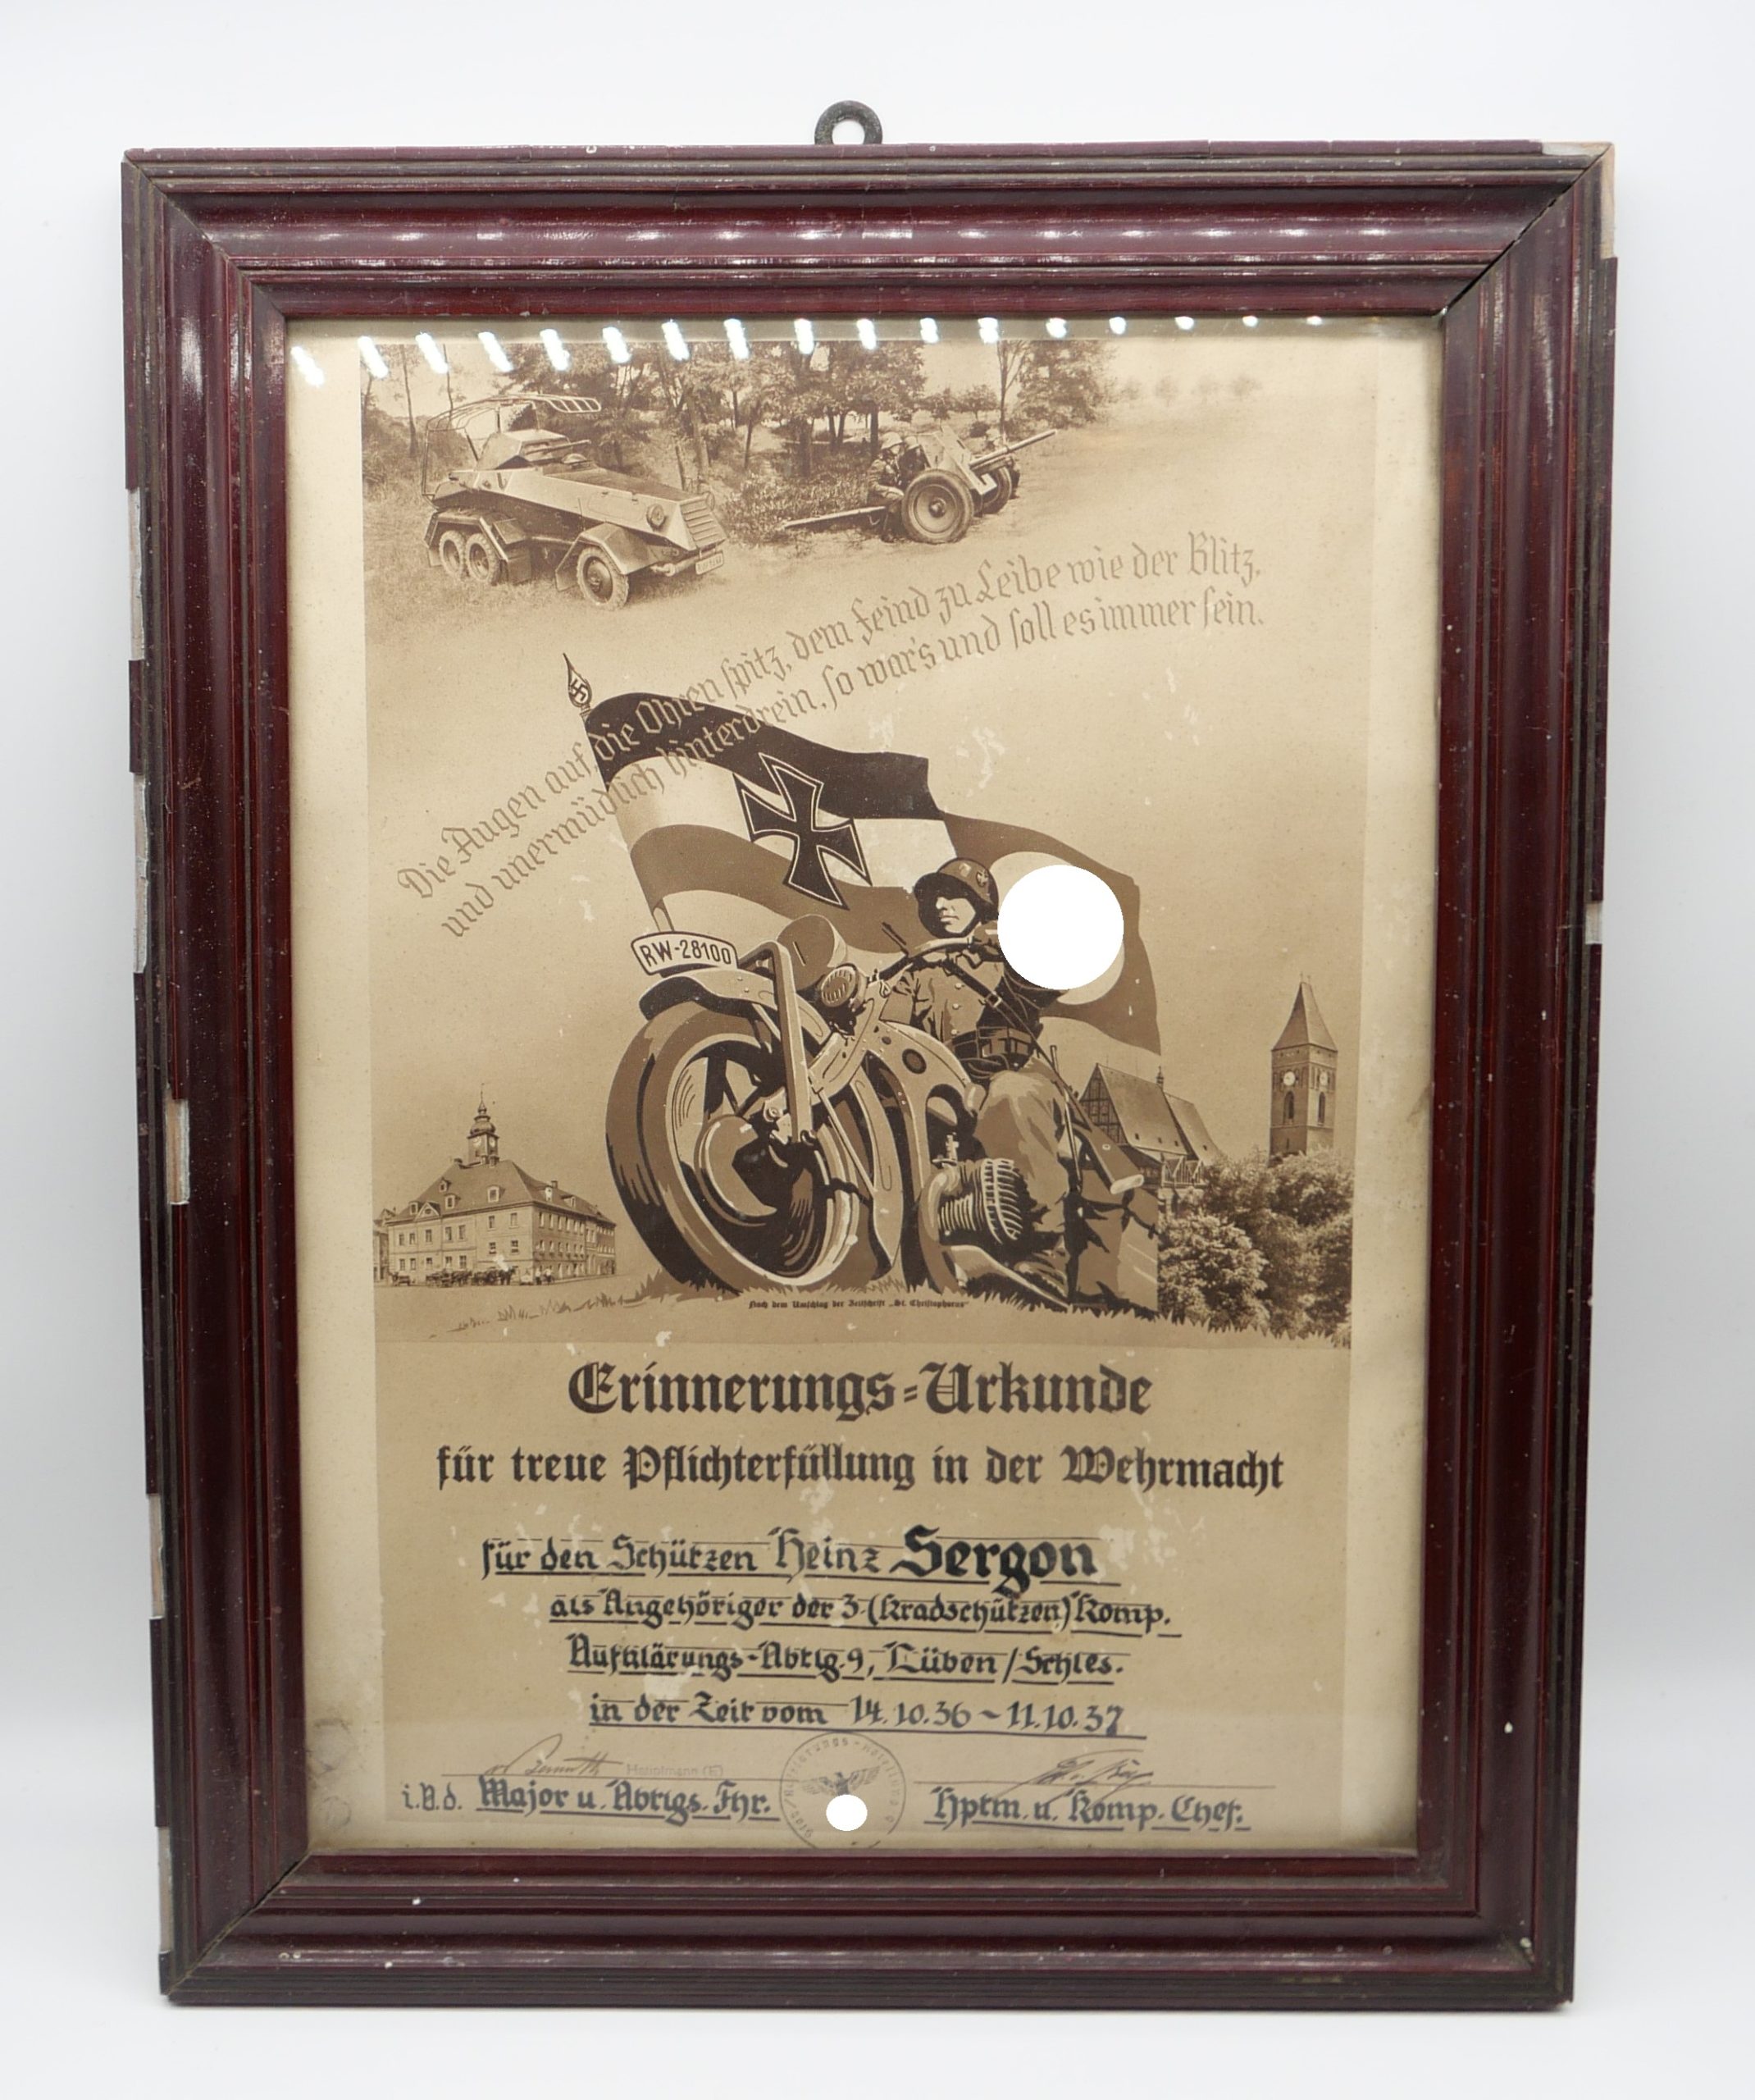 Die Augen auf, die Ohren spitz, dem Feind zu Leibe wie der Blitz,
und unermüdlich hinterdrein, so war's und soll es immer sein.
RW-28100
Nach dem Umschlag der Zeitschrift „St. Christophorus“
Erinnerungs-Urkunde
für treue Pflichterfüllung in der Wehrmacht
für den Schützen Heinz Sergon
als Angehöriger der 3.(Kradschützen)Komp.
Aufklärungs-Abtlg.9, Lüben/Schles.
in der Zeit vom 14.10.36 - 11.10.37
Hauptmann (E)
i.V.d. Major u. Abtlgs. Fhr.
Hptm. u. Komp. Chef.